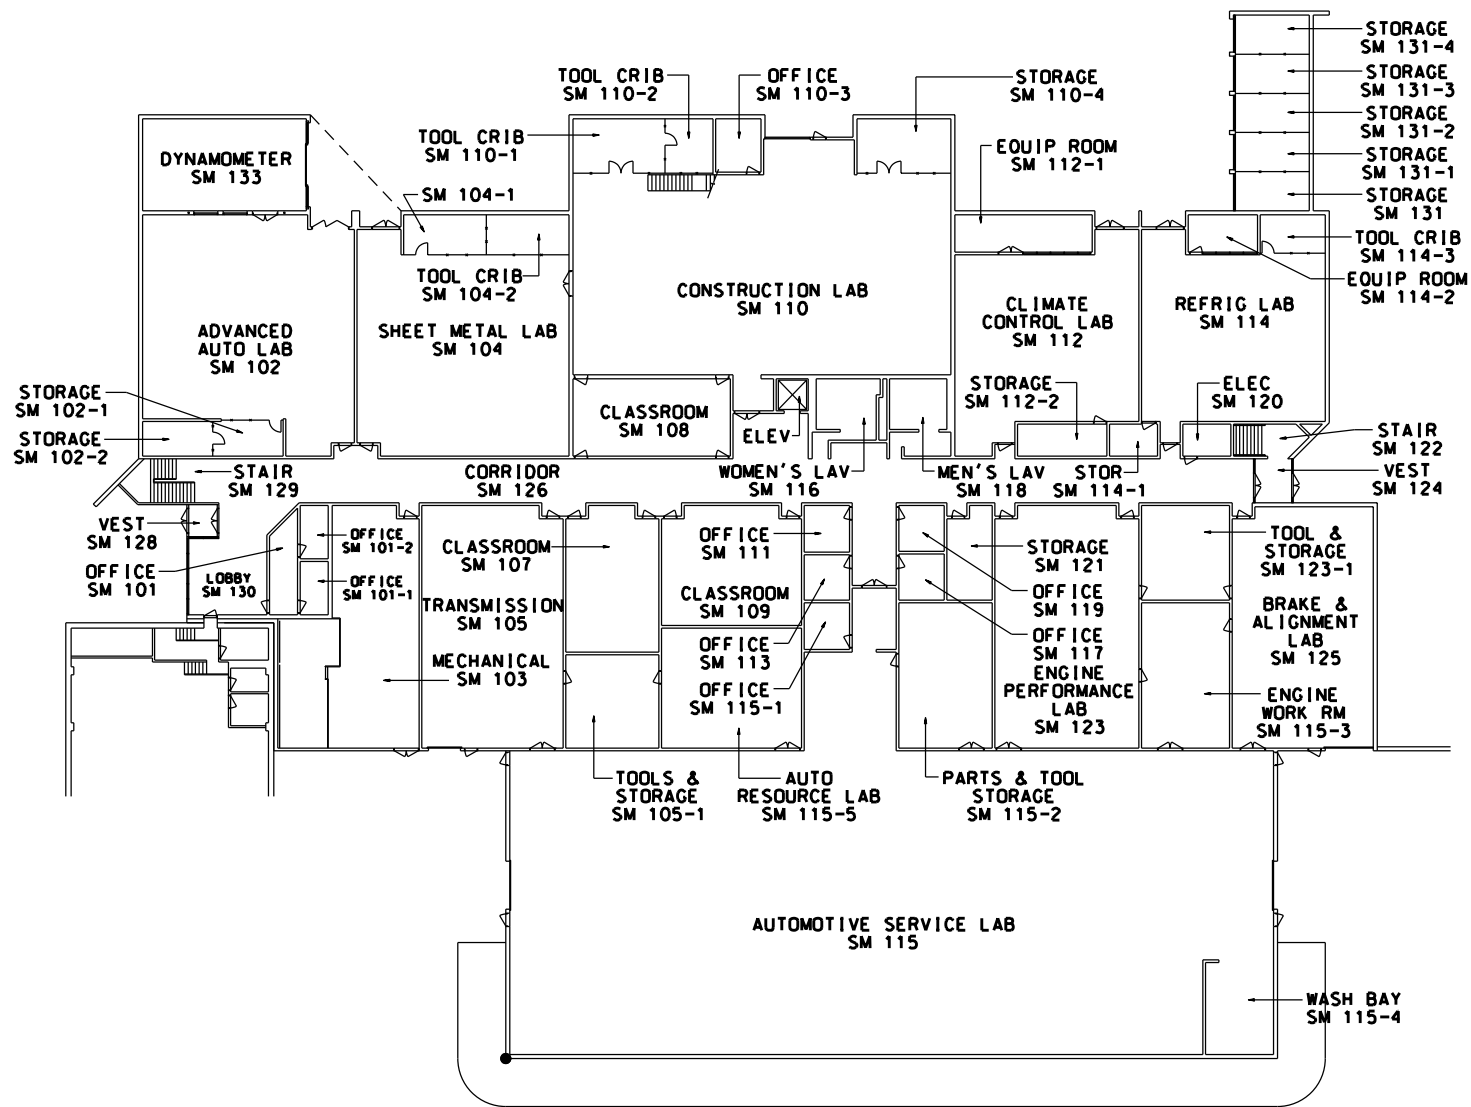 STORAGE
SM 131-4
STORAGE
SM 131-3
STORAGE
SM 131-2
STORAGE
SM 131-1
STORAGE
SM 131
TOOL CRIB
SM 110-2
OFFICE
SM 110-3
STORAGE
SM 110-4
TOOL CRIB
SM 110-1
EQUIP ROOM
SM 112-1
DYNAMOMETER
SM 133
SM 104-1
TOOL CRIB
SM 104-2
TOOL CRIB
SM 114-3
EQUIP ROOM
SM 114-2
CONSTRUCTION LAB
SM 110
CLIMATE
CONTROL LAB
SM 112
REFRIG LAB
SM 114
ADVANCED
AUTO LAB
SM 102
SHEET METAL LAB
SM 104
STORAGE
SM 102-1
STORAGE
SM 102-2
CLASSROOM
SM 108
ELEV
STORAGE
SM 112-2
ELEC
SM 120
STAIR
SM 122
STAIR
SM 129
CORRIDOR
SM 126
WOMEN'S LAV
SM 116
MEN'S LAV
SM 118
STOR
SM 114-1
VEST
SM 124
VEST
SM 128
OFFICE
SM 101
LOBBY
SM 130
OFFICE
SM 101-2
OFFICE
SM 101-1
CLASSROOM
SM 107
TRANSMISSION
SM 105
MECHANICAL
SM 103
OFFICE
SM 111
CLASSROOM
SM 109
OFFICE
SM 113
OFFICE
SM 115-1
STORAGE
SM 121
OFFICE
SM 119
OFFICE
SM 117
ENGINE
PERFORMANCE
LAB
SM 123
TOOL &
STORAGE
SM 123-1
BRAKE &
ALIGNMENT
LAB
SM 125
ENGINE
WORK RM
SM 115-3
TOOLS &
STORAGE
SM 105-1
AUTO
RESOURCE LAB
SM 115-5
PARTS & TOOL
STORAGE
SM 115-2
AUTOMOTIVE SERVICE LAB
SM 115
WASH BAY
SM 115-4